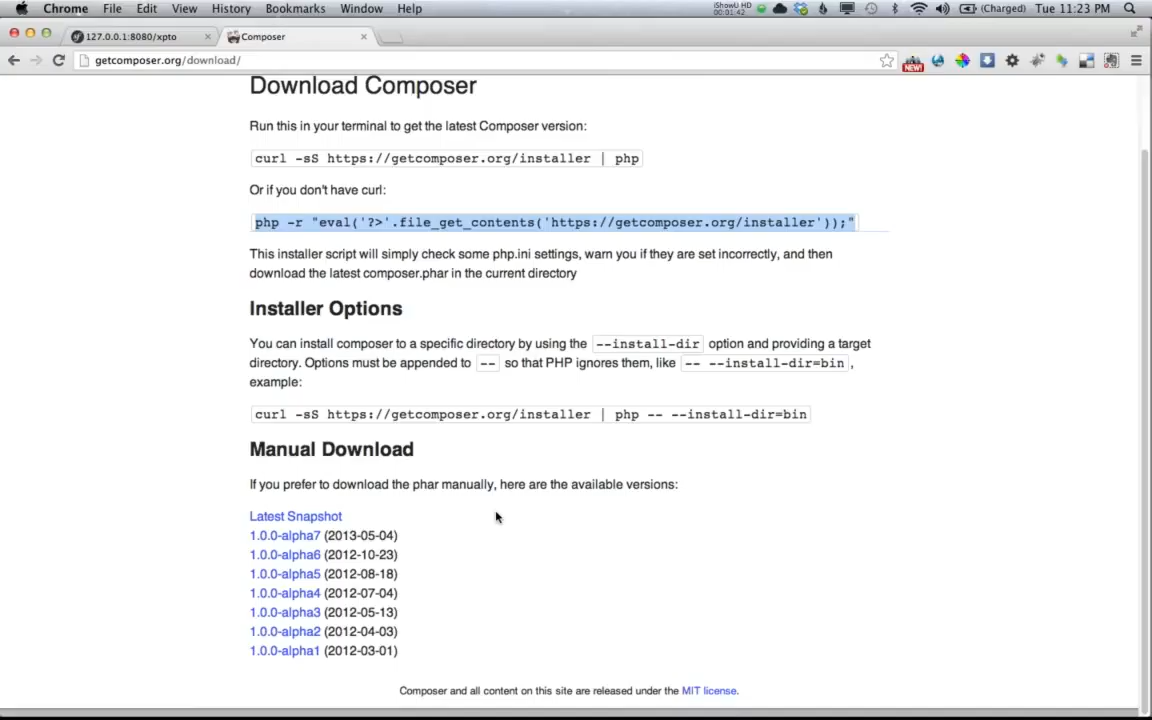 Chrome File Edit View History Bookmarks Window Help
iShowU HD
00:01:42
(Charged) Tue 11:23 PM
127.0.0.1:8080/xpto
Composer
getcomposer.org/download/
NEW!
Download Composer
Run this in your terminal to get the latest Composer version:
curl -sS https://getcomposer.org/installer | php
Or if you don't have curl:
php -r "eval('?>'.file_get_contents('https://getcomposer.org/installer'));"
This installer script will simply check some php.ini settings, warn you if they are set incorrectly, and then
download the latest composer.phar in the current directory
Installer Options
You can install composer to a specific directory by using the --install-dir option and providing a target
directory. Options must be appended to -- so that PHP ignores them, like -- --install-dir=bin ,
example:
curl -sS https://getcomposer.org/installer | php -- --install-dir=bin
Manual Download
If you prefer to download the phar manually, here are the available versions:
Latest Snapshot
1.0.0-alpha7 (2013-05-04)
1.0.0-alpha6 (2012-10-23)
1.0.0-alpha5 (2012-08-18)
1.0.0-alpha4 (2012-07-04)
1.0.0-alpha3 (2012-05-13)
1.0.0-alpha2 (2012-04-03)
1.0.0-alpha1 (2012-03-01)
Composer and all content on this site are released under the MIT license.